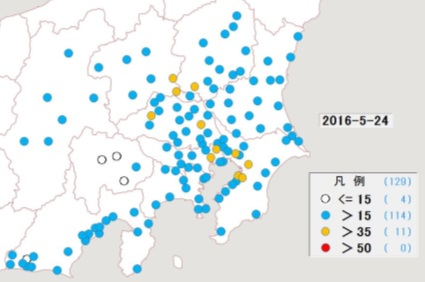 2016-5-24
凡 例 (129)
<= 15 ( 4)
> 15 (114)
> 35 ( 11)
> 50 ( 0)